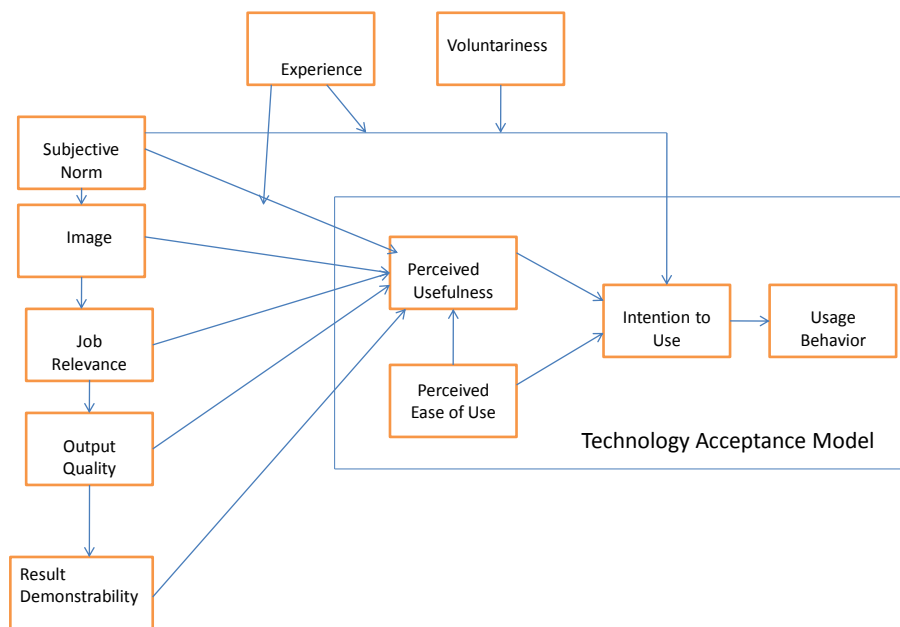 Experience
Voluntariness
Subjective
Norm
Image
Job
Relevance
Output
Quality
Result
Demonstrability
Perceived
Usefulness
Perceived
Ease of Use
Intention to
Use
Usage
Behavior
Technology Acceptance Model